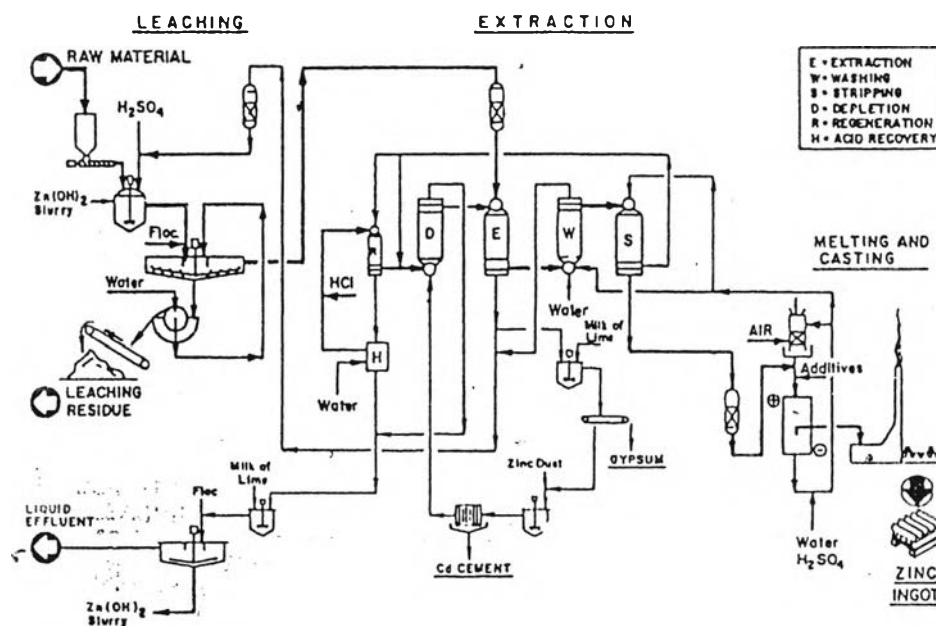 LEACHING
EXTRACTION
RAW MATERIAL
H2SO4
E = EXTRACTION
W = WASHING
S = STRIPPING
D = DEPLETION
R = REGENERATION
H = ACID RECOVERY
Zn(OH)2
Slurry
Floc.
Water
LEACHING
RESIDUE
R
D
E
W
S
HCl
H
Water
Water
Milk of
Lime
MELTING AND
CASTING
AIR
Additives
⊕
⊖
GYPSUM
Zinc Dust
Milk of
Lime
Floc
LIQUID
EFFLUENT
Cd CEMENT
Zn(OH)2
Slurry
Water
H2SO4
ZINC
INGOT